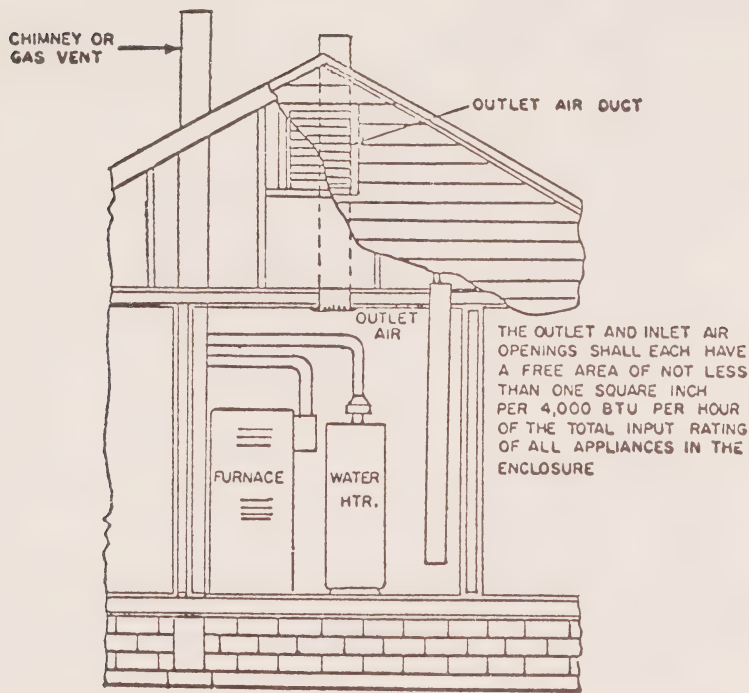 CHIMNEY OR
GAS VENT
OUTLET AIR DUCT
OUTLET
AIR
THE OUTLET AND INLET AIR
OPENINGS SHALL EACH HAVE
A FREE AREA OF NOT LESS
THAN ONE SQUARE INCH
PER 4,000 BTU PER HOUR
OF THE TOTAL INPUT RATING
OF ALL APPLIANCES IN THE
ENCLOSURE
FURNACE
WATER
HTR.